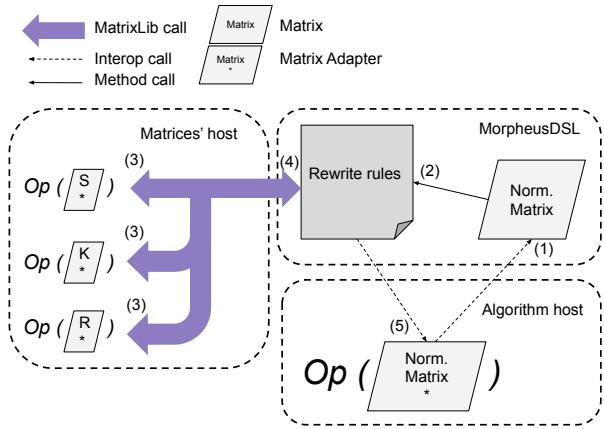 MatrixLib call
Matrix
Matrix
Interop call
Method call
Matrix
*
Matrix Adapter
Matrices' host
Op ( S * )
(3)
Op ( K * )
(3)
Op ( R * )
(3)
(4)
MorpheusDSL
Rewrite rules
(2)
Norm.
Matrix
(1)
Algorithm host
(5)
Op ( Norm. Matrix * )